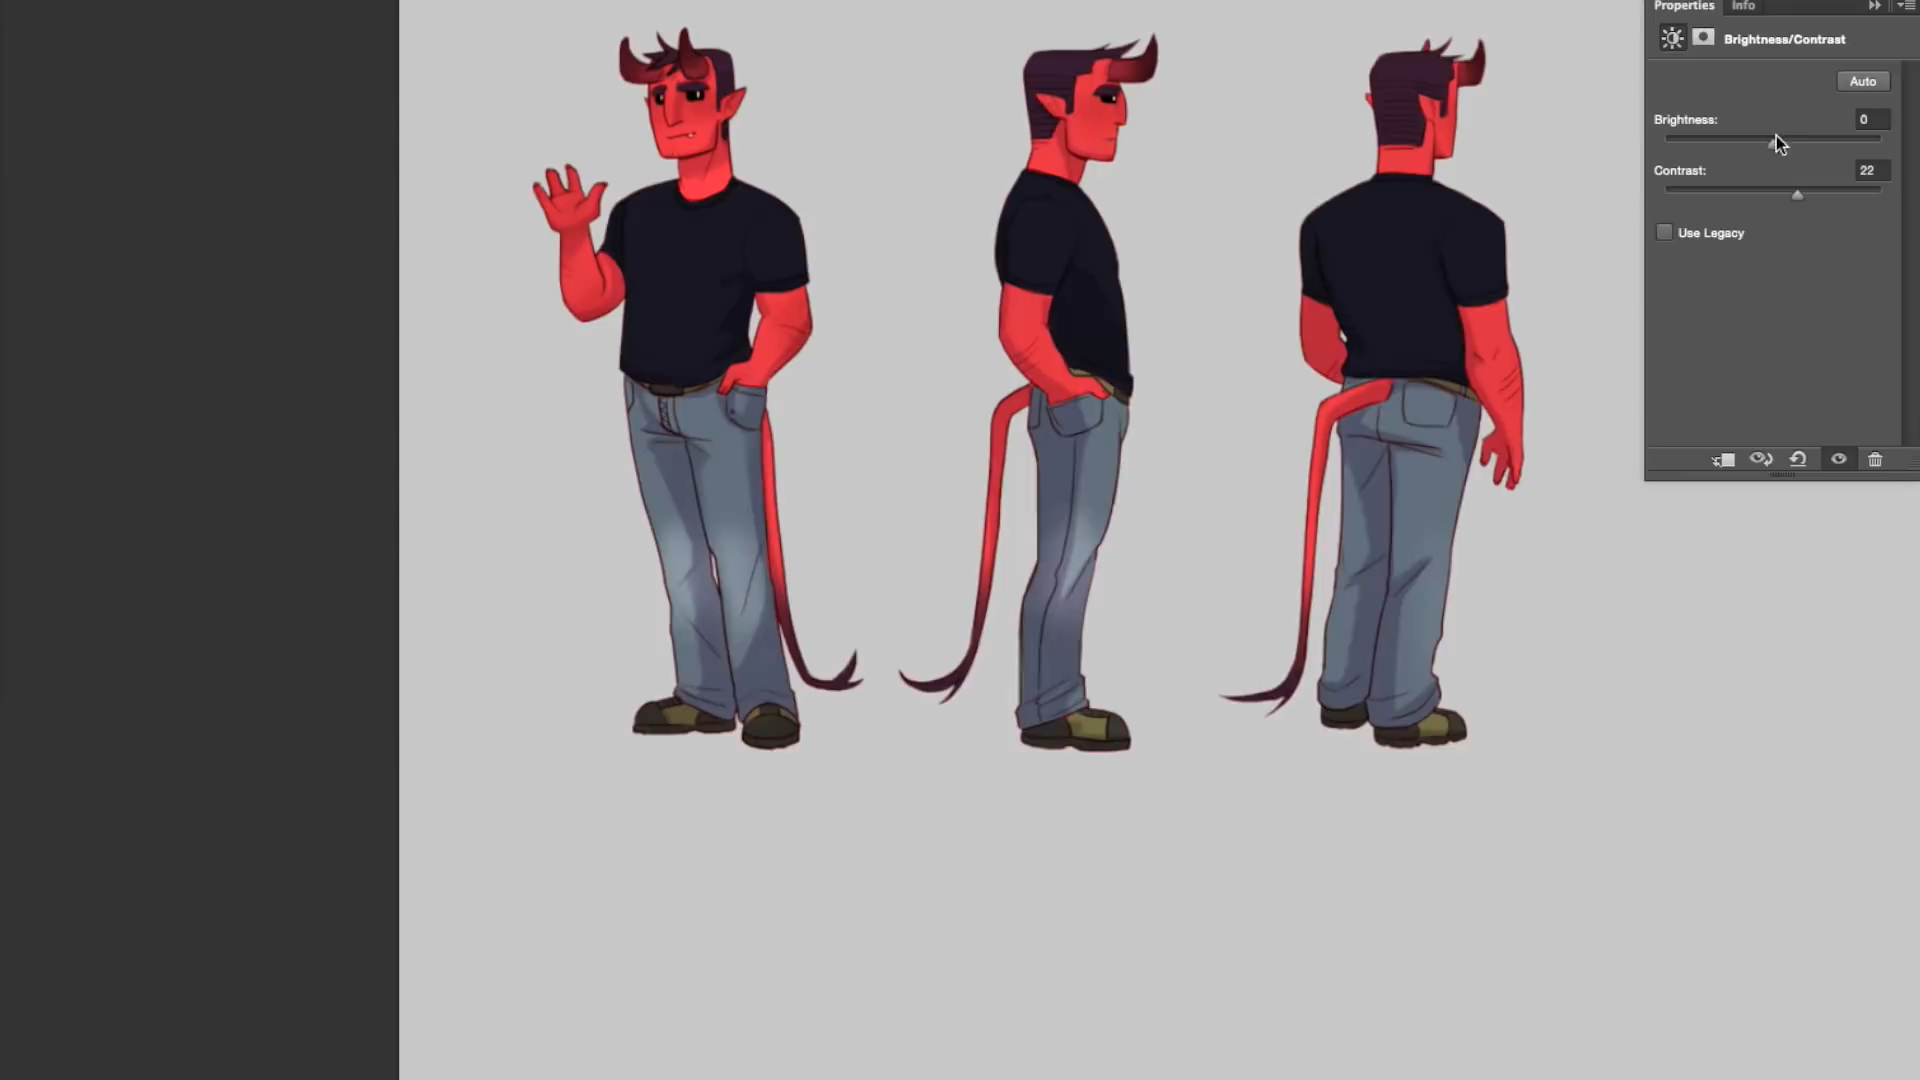 Properties Info
Brightness/Contrast
Auto
Brightness: 0
Contrast: 22
Use Legacy